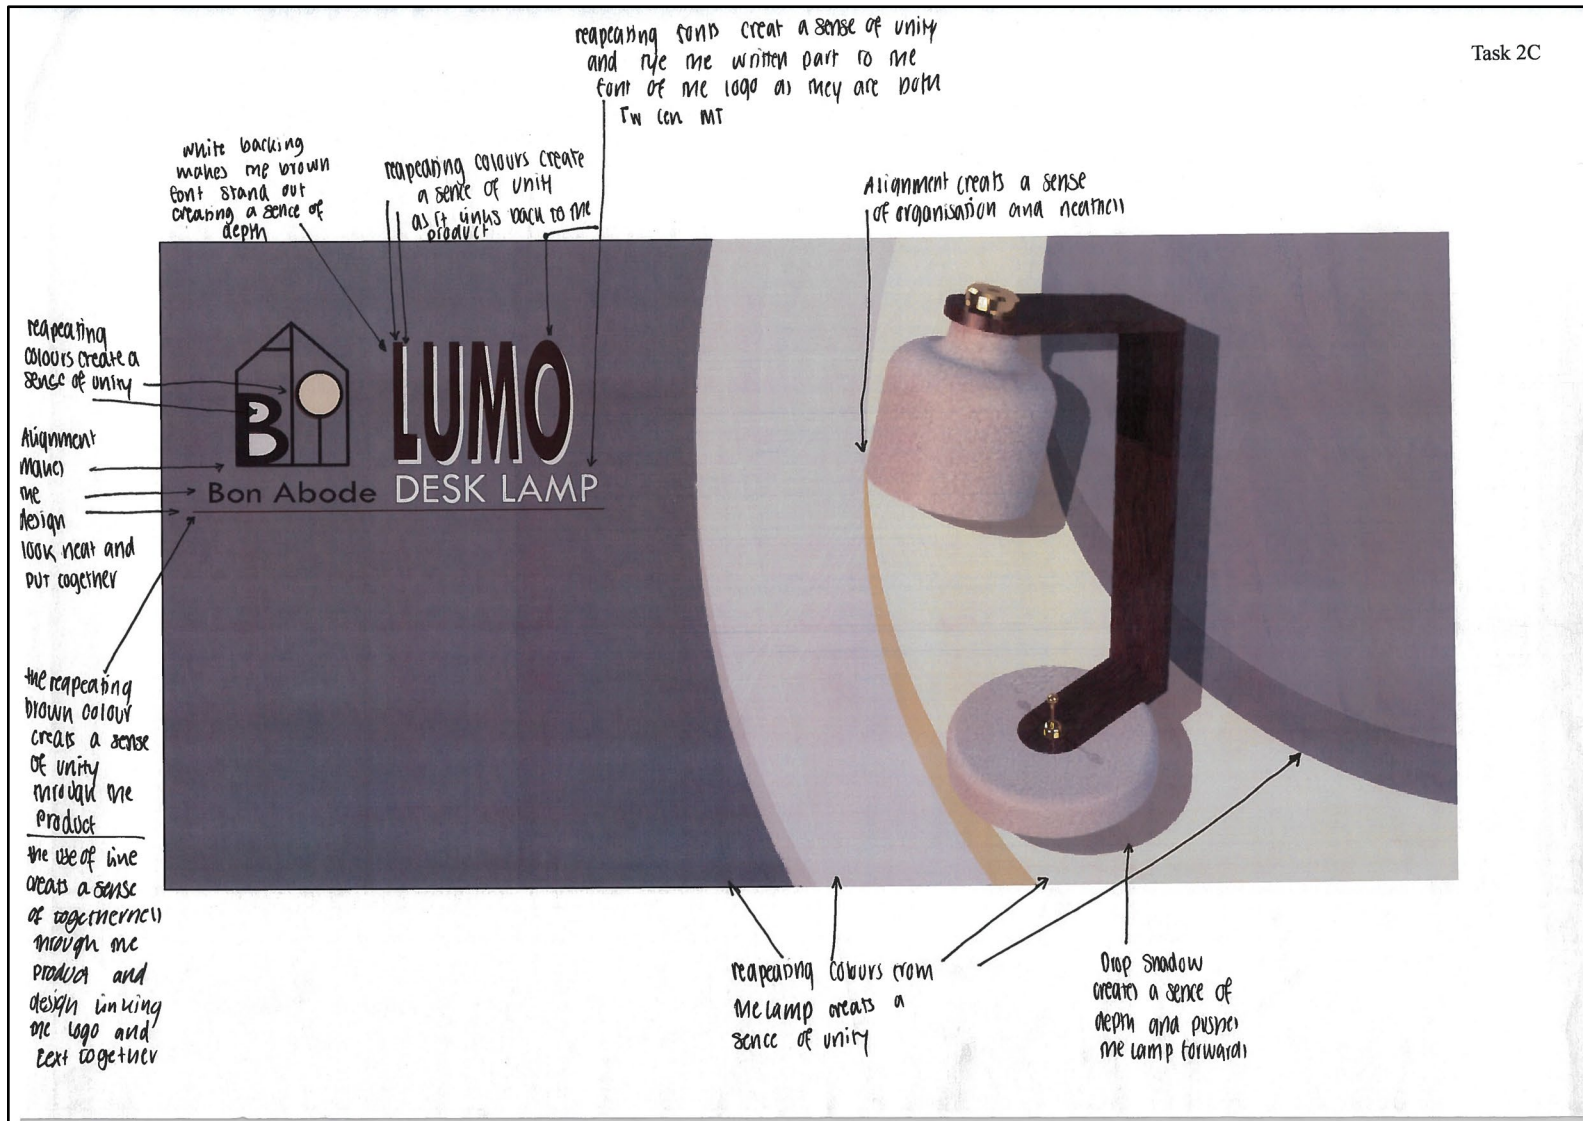 Task 2C
reapeating fonts creat a sense of unity
and tye the written part to the
font of the logo as they are both
Tw Cen MT
white backing
makes the brown
font stand out
creating a sence of
depth
reapeating colours create
a sence of unity
as it links back to the
product
Alignment creats a sense
of organisation and neatness
reapeating
colours create a
sense of unity
Alignment
makes
the
design
look neat and
put together
the reapeating
brown colour
creats a sense
of unity
through the
product
the use of line
creats a sense
of togetherness
through the
product and
design linking
the logo and
text together
B
LUMO
Bon Abode DESK LAMP
reapeating colours from
the lamp creats a
sence of unity
Drop shadow
creates a sence of
depth and pushes
the lamp forwards